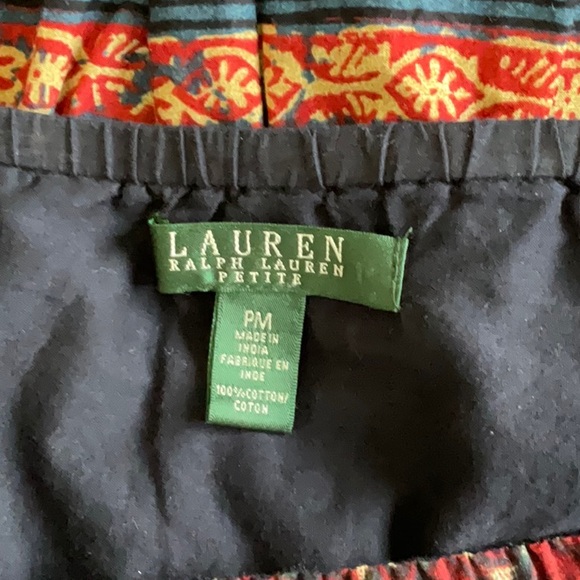 LAUREN
RALPH LAUREN
PETITE
PM
MADE IN
INDIA
FABRIQUE EN
INDE
100% COTTON/
COTON